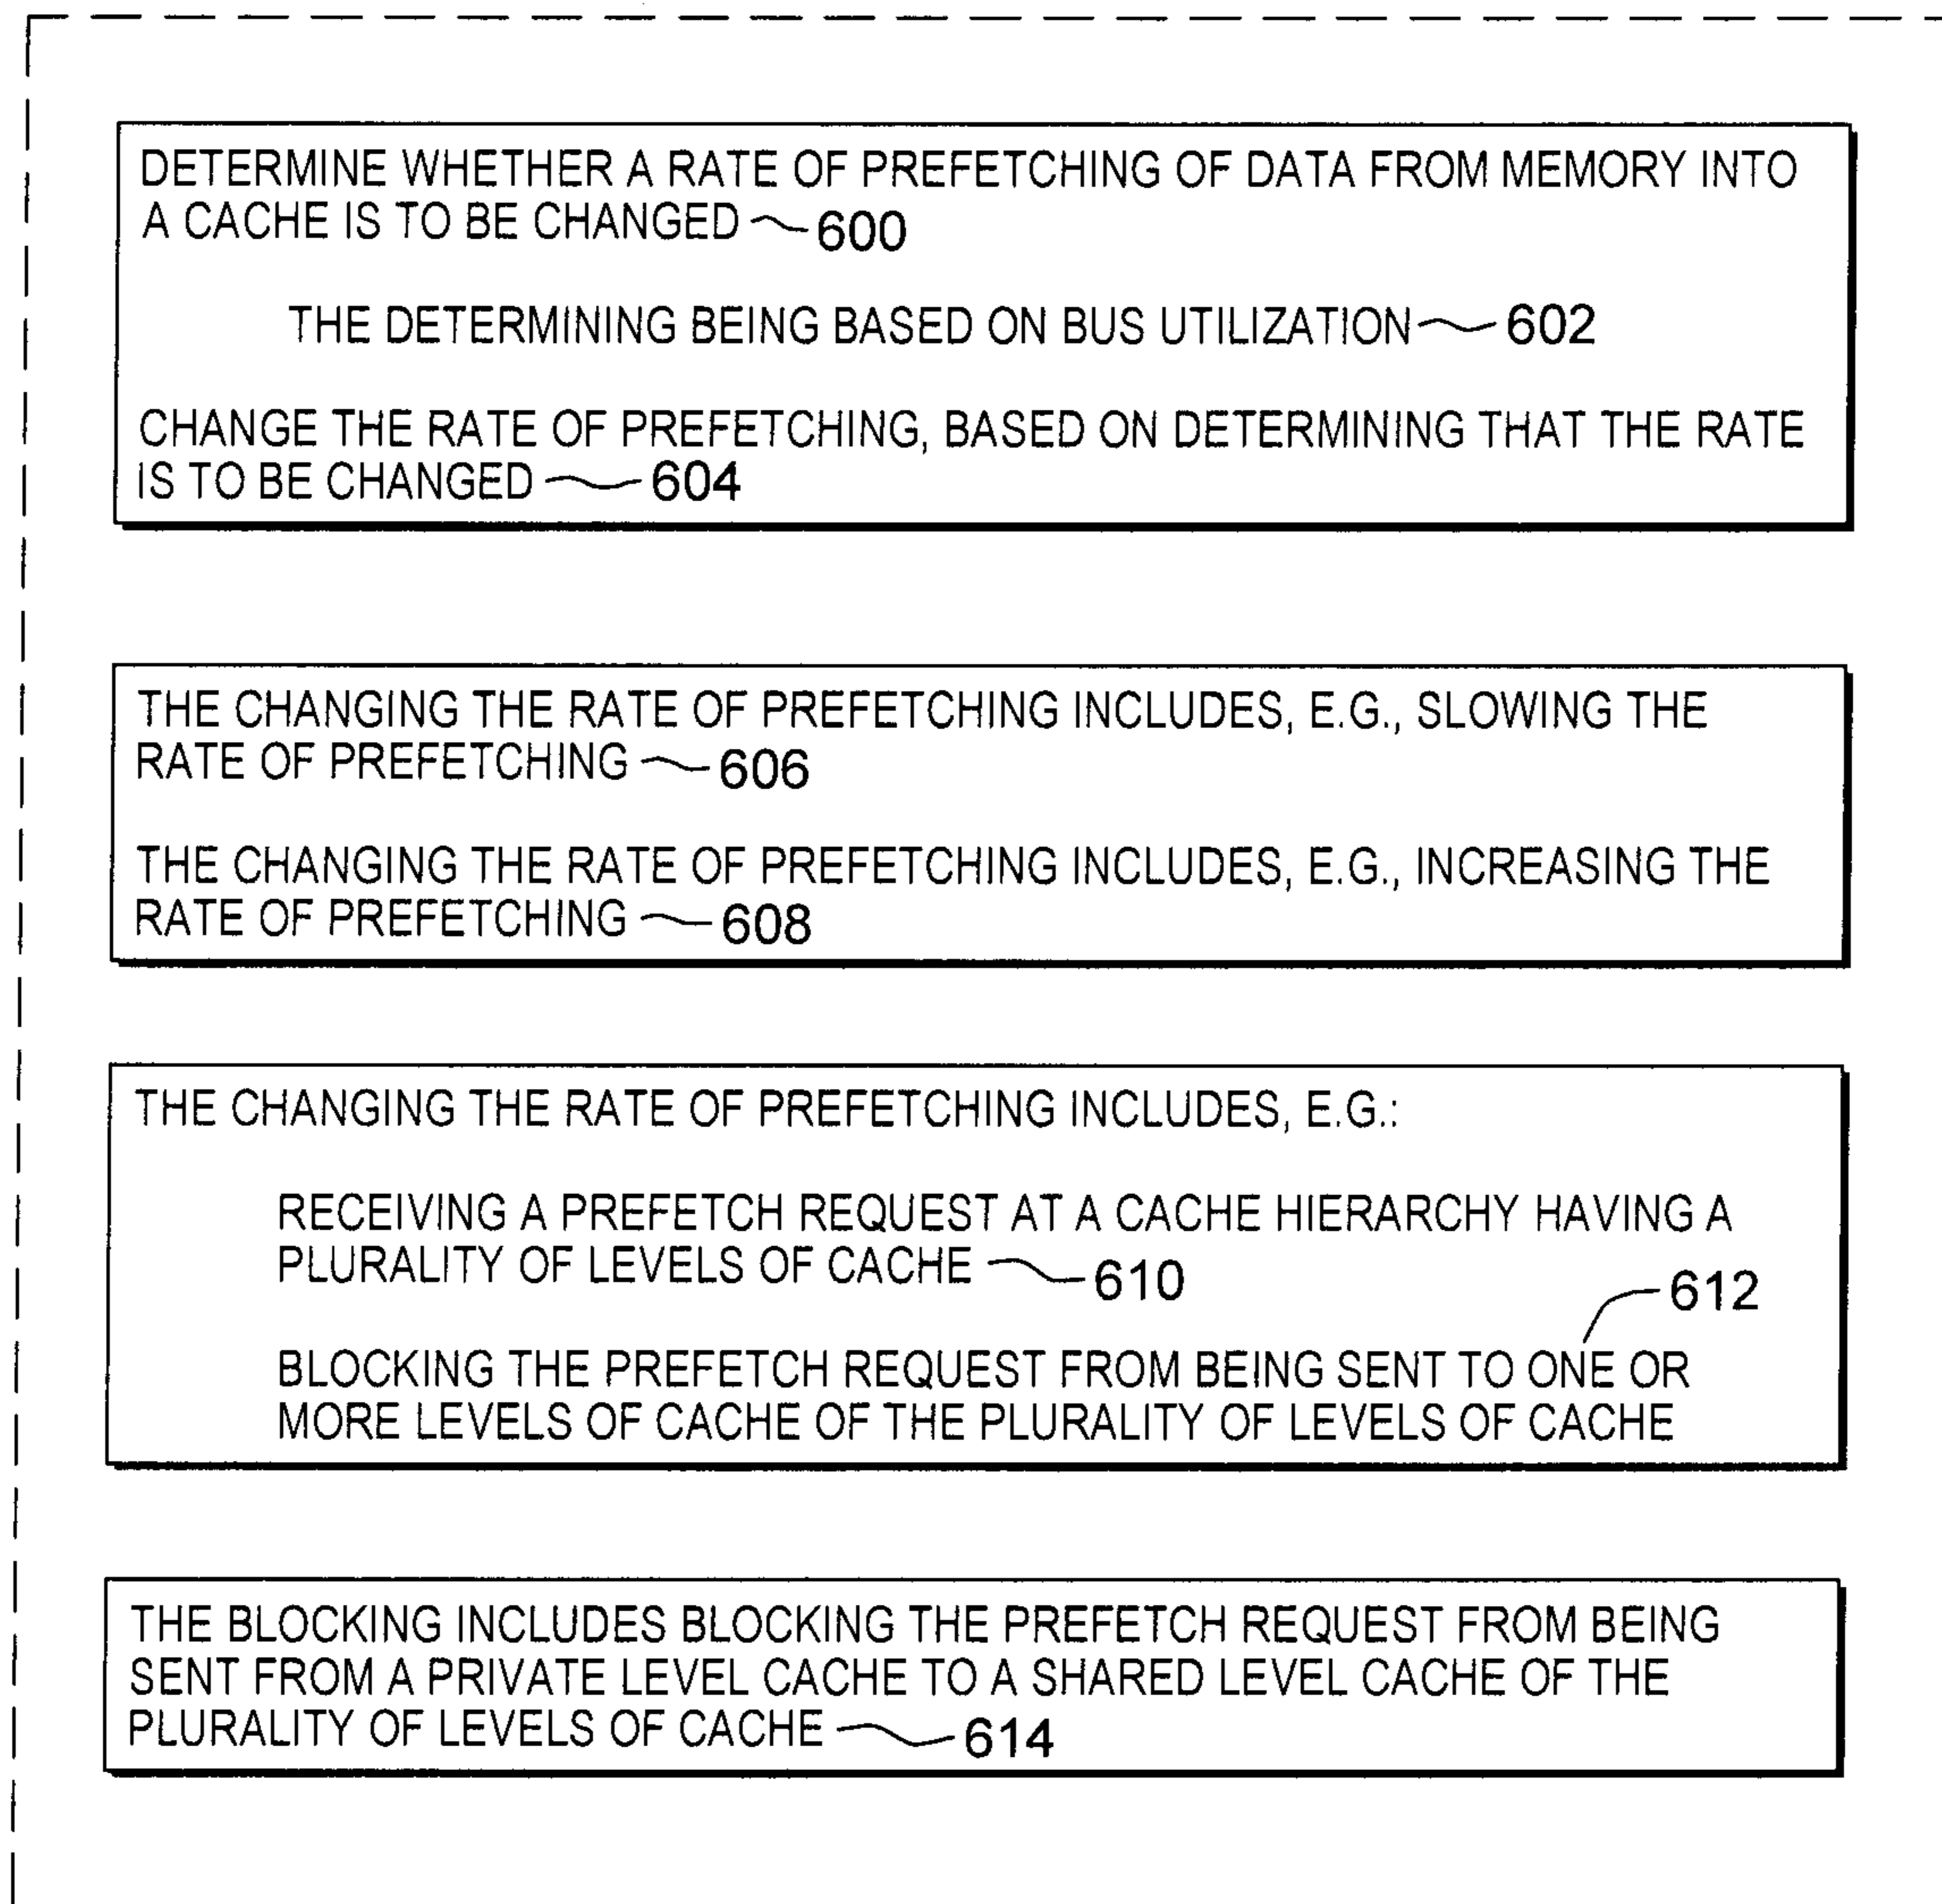 DETERMINE WHETHER A RATE OF PREFETCHING OF DATA FROM MEMORY INTO
A CACHE IS TO BE CHANGED 600
THE DETERMINING BEING BASED ON BUS UTILIZATION 602
CHANGE THE RATE OF PREFETCHING, BASED ON DETERMINING THAT THE RATE
IS TO BE CHANGED 604
THE CHANGING THE RATE OF PREFETCHING INCLUDES, E.G., SLOWING THE
RATE OF PREFETCHING 606
THE CHANGING THE RATE OF PREFETCHING INCLUDES, E.G., INCREASING THE
RATE OF PREFETCHING 608
THE CHANGING THE RATE OF PREFETCHING INCLUDES, E.G.:
RECEIVING A PREFETCH REQUEST AT A CACHE HIERARCHY HAVING A
PLURALITY OF LEVELS OF CACHE 610
612
BLOCKING THE PREFETCH REQUEST FROM BEING SENT TO ONE OR
MORE LEVELS OF CACHE OF THE PLURALITY OF LEVELS OF CACHE
THE BLOCKING INCLUDES BLOCKING THE PREFETCH REQUEST FROM BEING
SENT FROM A PRIVATE LEVEL CACHE TO A SHARED LEVEL CACHE OF THE
PLURALITY OF LEVELS OF CACHE 614